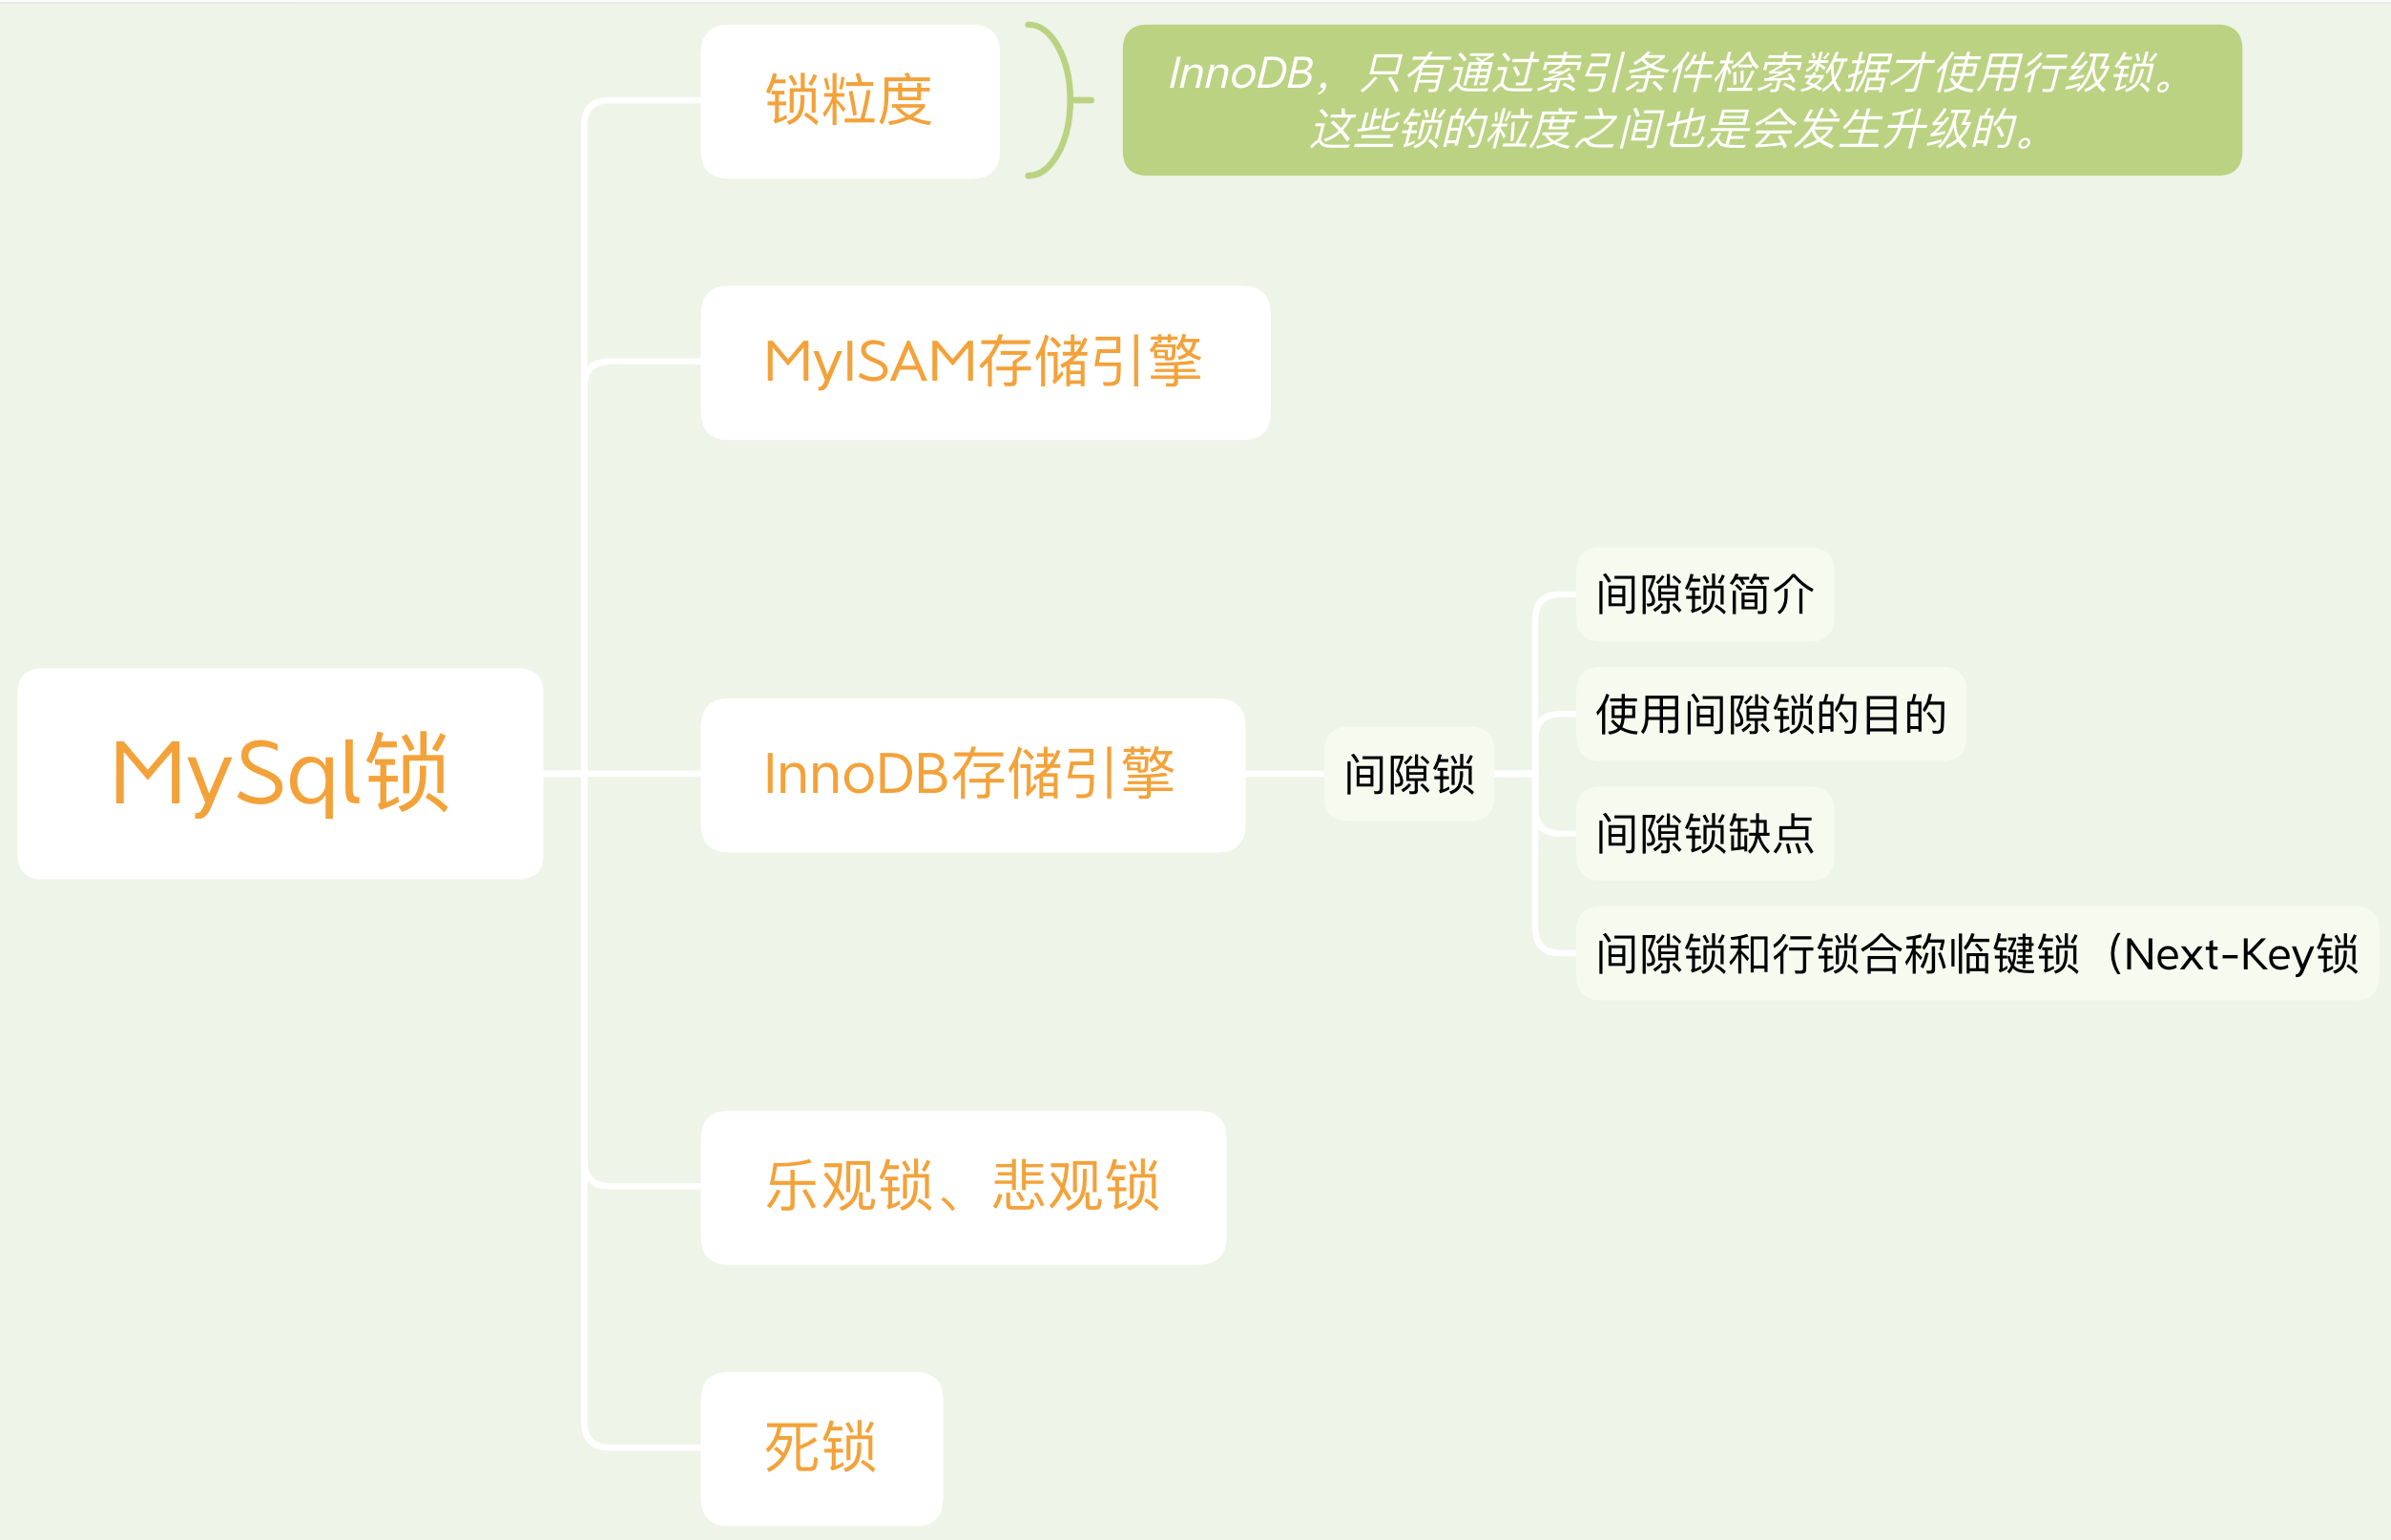 锁粒度
InnoDB，只有通过索引条件检索数据才使用行级锁。
这些锁的粒度之间也是会发生升级的。
MyISAM存储引擎
间隙锁简介
使用间隙锁的目的
MySql锁
InnoDB存储引擎
间隙锁
间隙锁缺点
间隙锁和行锁合称临键锁（Next-Key锁
乐观锁、悲观锁
死锁